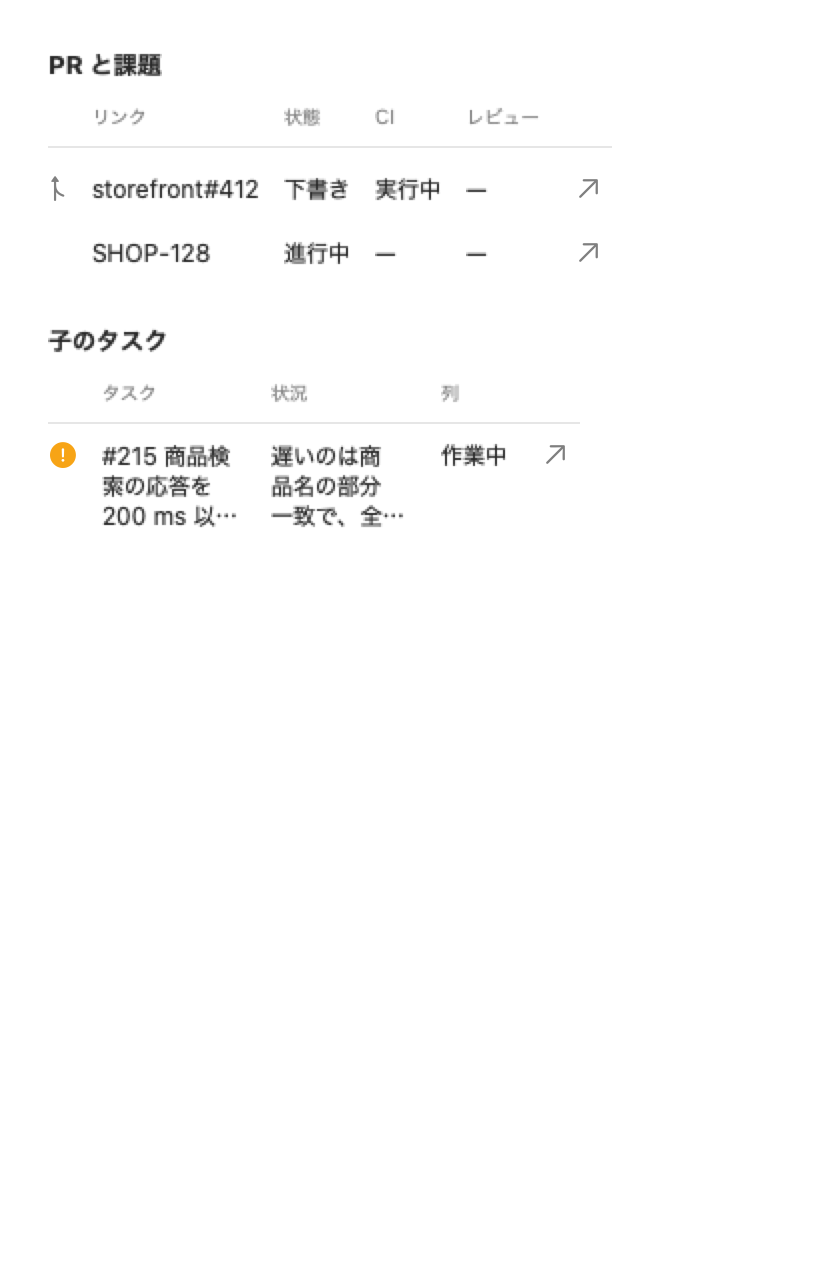 PR と課題
リンク 状態 CI レビュー
storefront#412 下書き 実行中 —
SHOP-128 進行中 — —
子のタスク
タスク 状況 列
#215 商品検 遅いのは商 作業中
索の応答を 品名の部分
200 ms 以… 一致で、全…